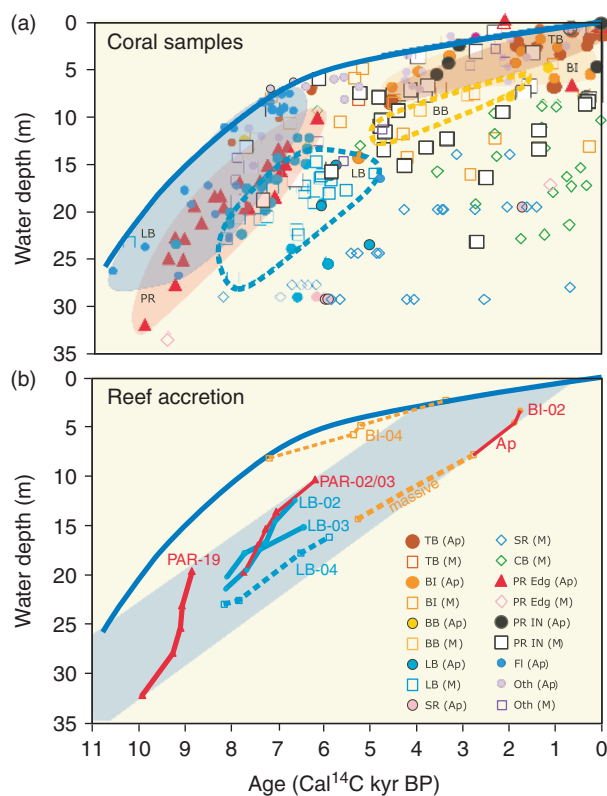 (a)
Coral samples
0
5
10
15
20
25
30
35
Water depth (m)
TB
BI
BB
LB
LB
PR
(b)
Reef accretion
0
5
10
15
20
25
30
35
Water depth (m)
BI-02
BI-04
Ap
PAR-02/03
massive
LB-02
LB-03
PAR-19
LB-04
TB (Ap)
TB (M)
BI (Ap)
BI (M)
BB (Ap)
BB (M)
LB (Ap)
LB (M)
SR (Ap)
SR (M)
CB (M)
PR Edg (Ap)
PR Edg (M)
PR IN (Ap)
PR IN (M)
FI (Ap)
Oth (Ap)
Oth (M)
11 10 9 8 7 6 5 4 3 2 1 0
Age (Cal¹⁴C kyr BP)